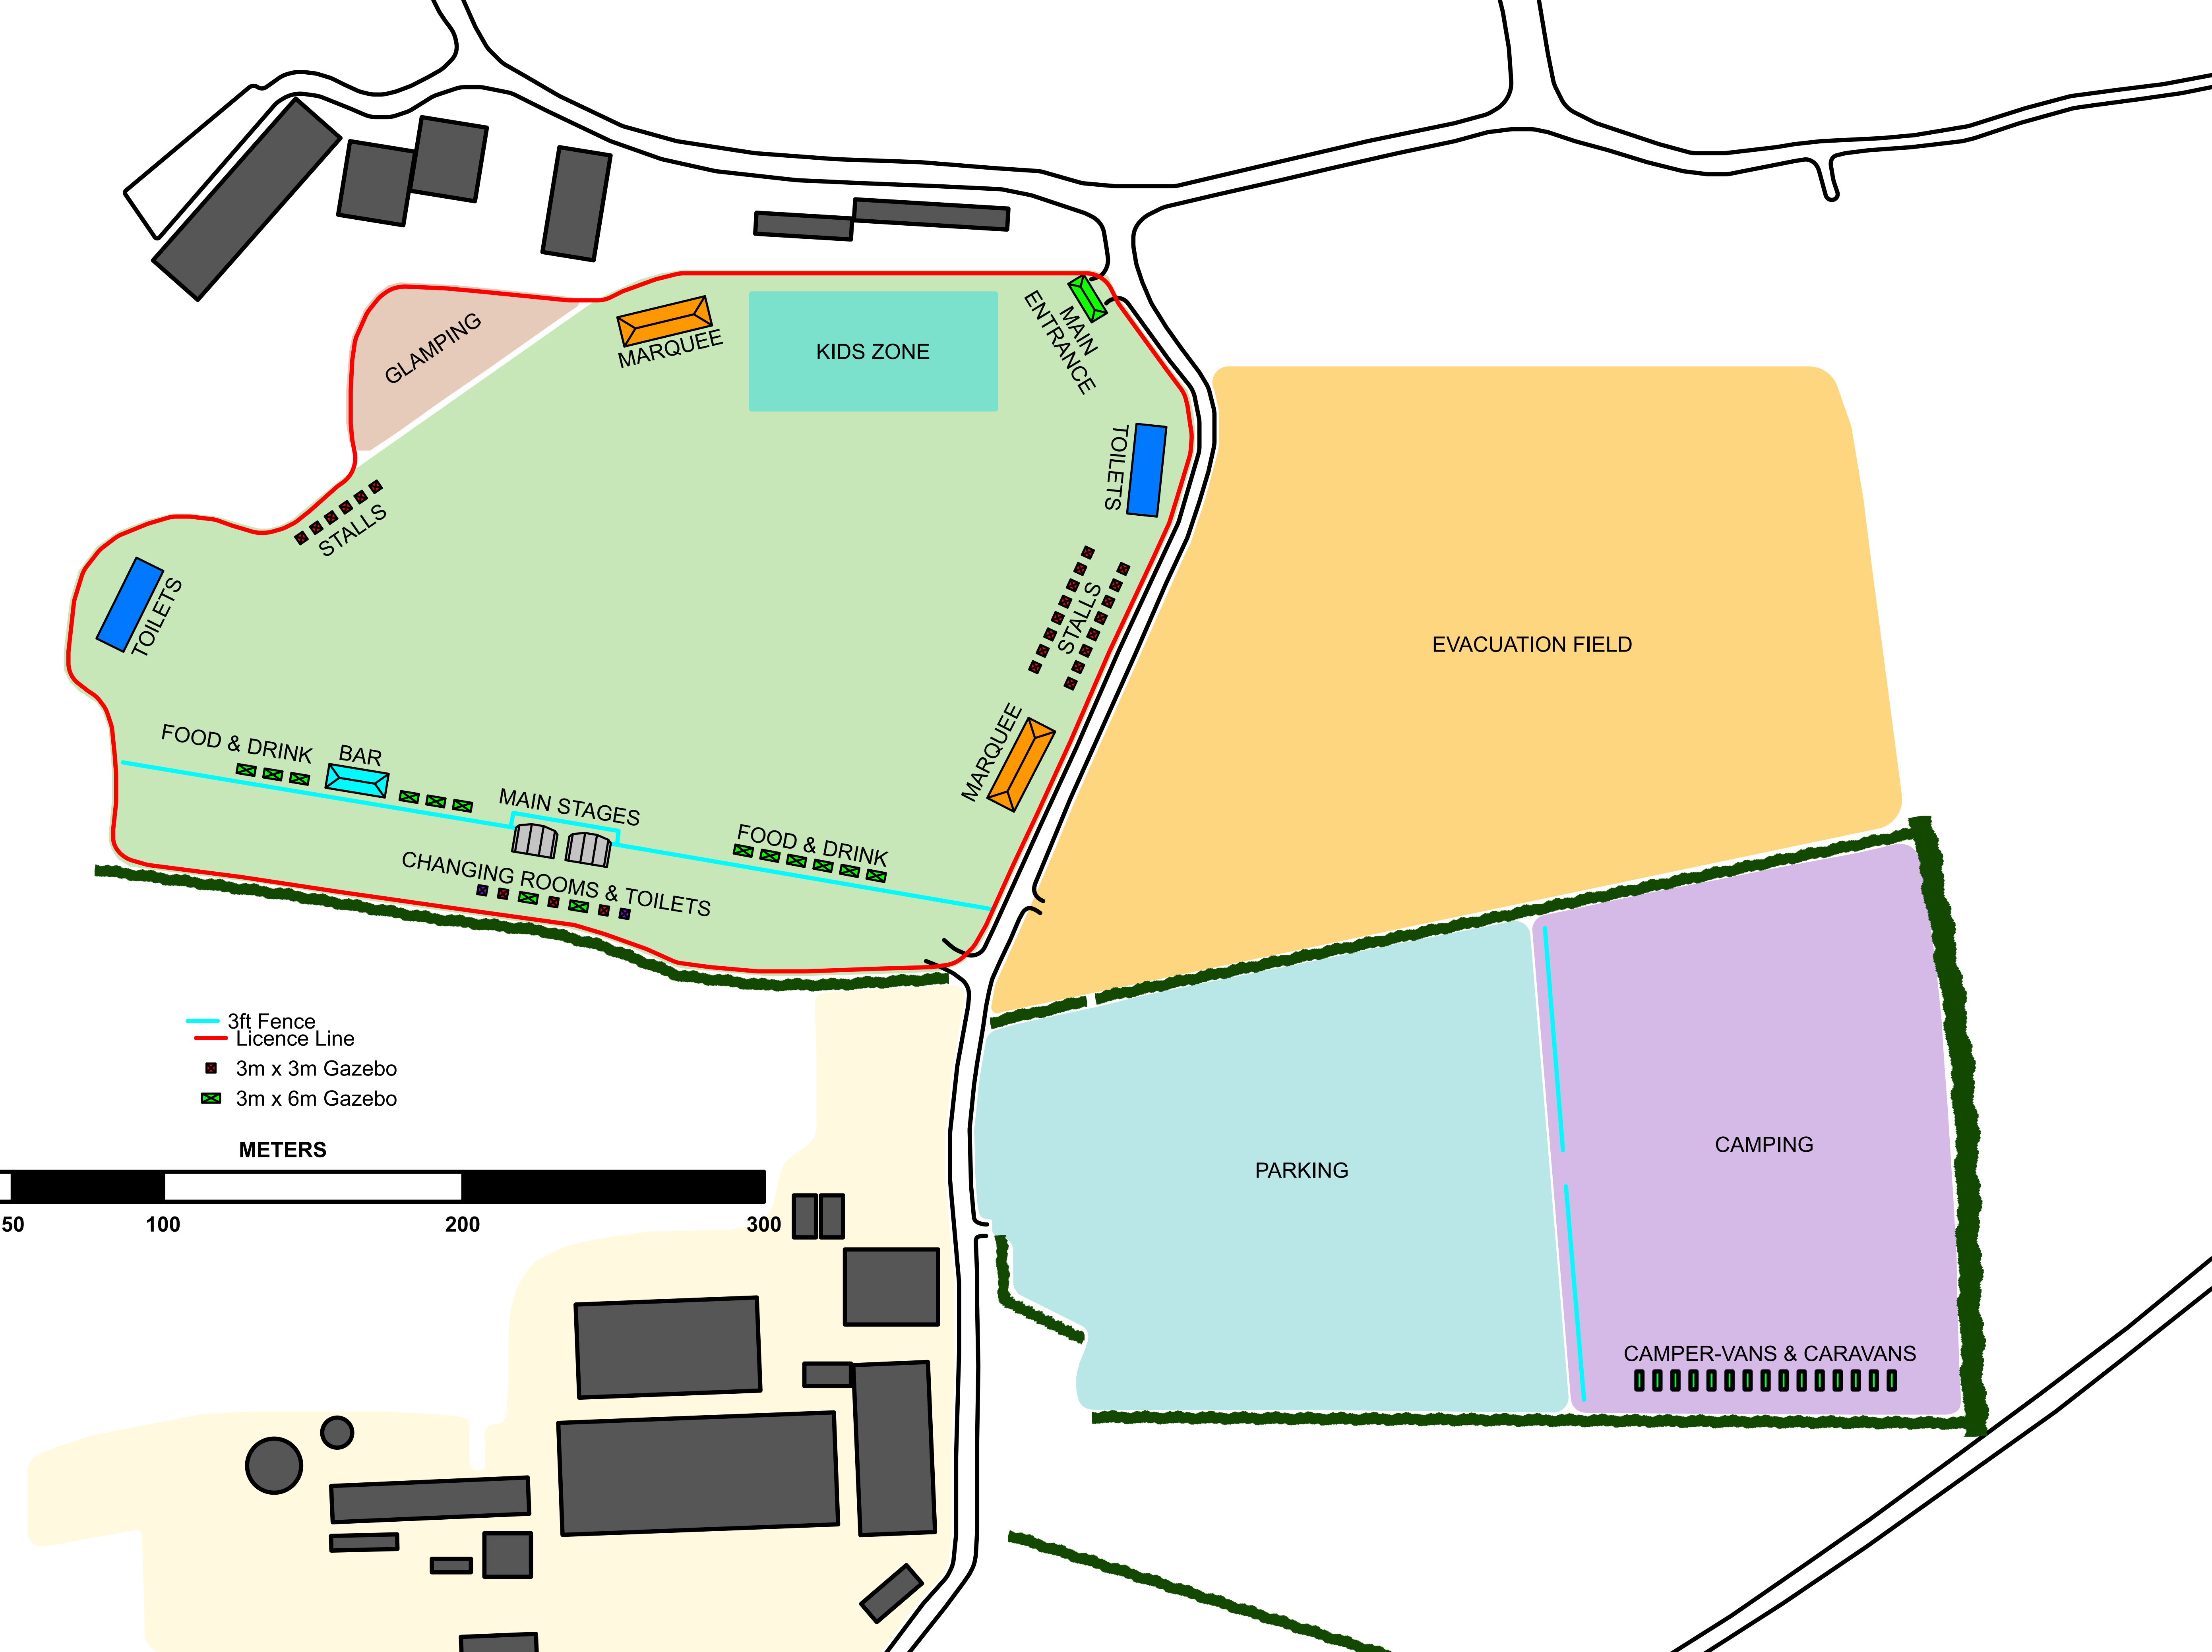 GLAMPING
MARQUEE
KIDS ZONE
MAIN
ENTRANCE
TOILETS
STALLS
STALLS
TOILETS
EVACUATION FIELD
MARQUEE
FOOD & DRINK
BAR
MAIN STAGES
FOOD & DRINK
CHANGING ROOMS & TOILETS
3ft Fence
Licence Line
3m x 3m Gazebo
3m x 6m Gazebo
METERS
50 100 200 300
PARKING
CAMPING
CAMPER-VANS & CARAVANS